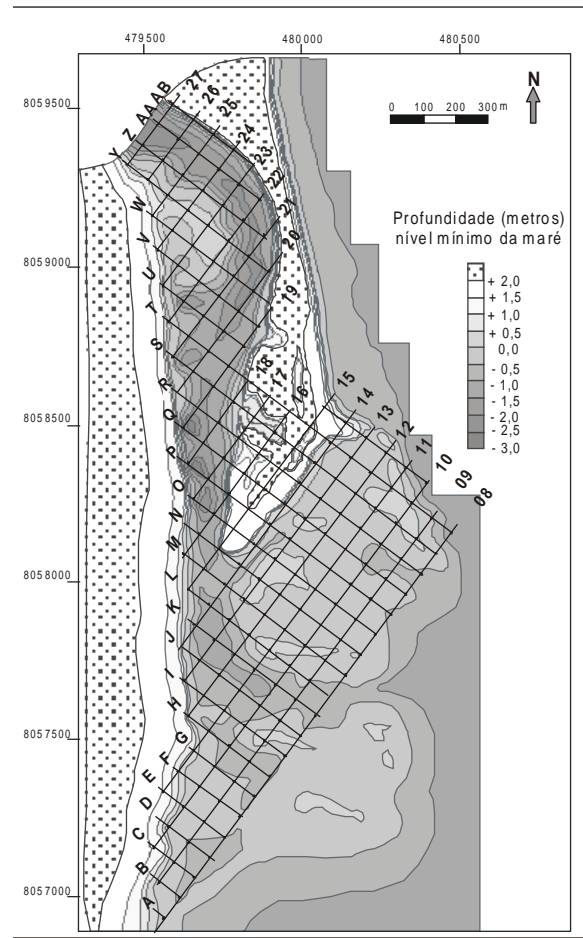 479500 480000 480500
8059500
8059000
8058500
8058000
8057500
8057000
N
0 100 200 300 m
Profundidade (metros)
nível mínimo da maré
+ 2,0
+ 1,5
+ 1,0
+ 0,5
0,0
- 0,5
- 1,0
- 1,5
- 2,0
- 2,5
- 3,0
AB
AA
Z
Y
W
V
U
T
S
R
Q
P
O
N
M
L
K
J
I
H
G
F
E
D
C
B
A
27
26
25
24
23
22
21
20
19
18
17
16
15
14
13
12
11
10
09
08